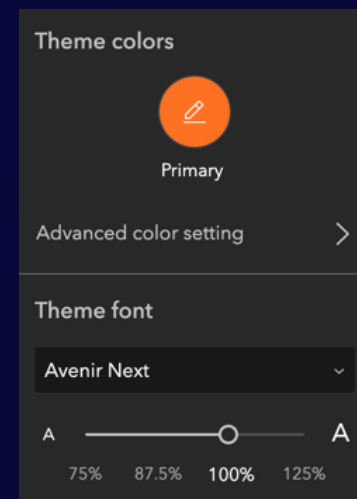 Theme colors
Primary
Advanced color setting
Theme font
Avenir Next
A A
75% 87.5% 100% 125%